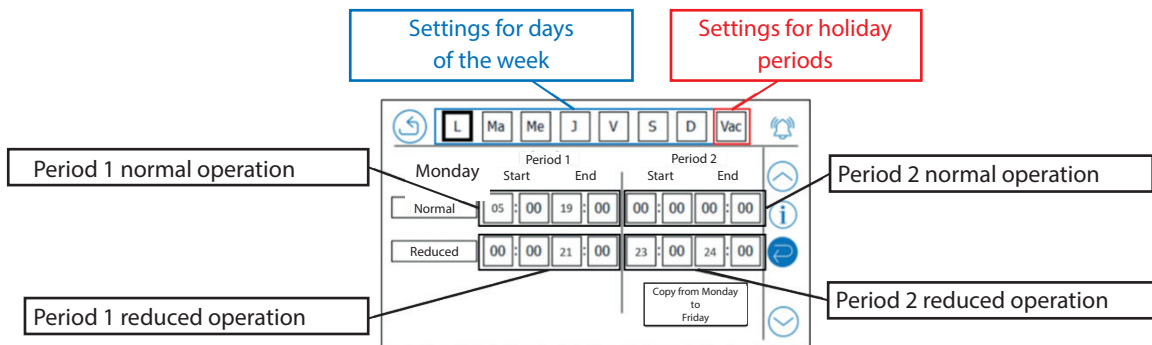 Settings for days
of the week
Settings for holiday
periods
L Ma Me J V S D Vac
Period 1 normal operation
Monday
Period 1
Period 2
Start End Start End
Period 2 normal operation
Normal 05 : 00 19 : 00 00 : 00 00 : 00
i
Reduced 00 : 00 21 : 00 23 : 00 24 : 00
Copy from Monday
to
Friday
Period 1 reduced operation
Period 2 reduced operation